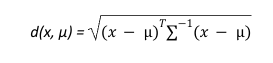 d(x, μ) = √(x − μ)ᵀ∑⁻¹(x − μ)